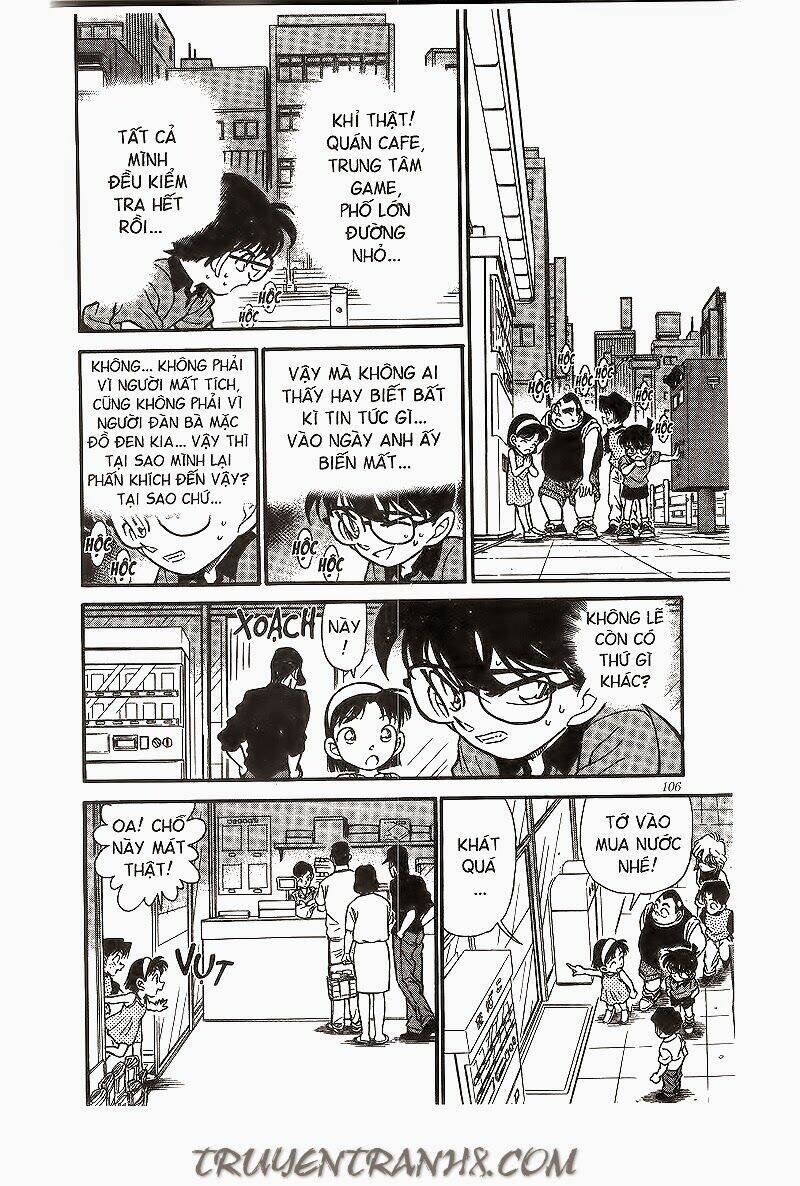 KHỈ THẬT!
QUÁN CAFE,
TRUNG TÂM
GAME,
PHỐ LỚN
ĐƯỜNG
NHỎ...
TẤT CẢ
MÌNH
ĐỀU KIỂM
TRA HẾT
RỒI...
HỘC
HỘC
HỘC
HỘC
HỘC
HỘC
HỘC
HỘC
VẬY MÀ KHÔNG AI
THẤY HAY BIẾT BẤT
KÌ TIN TỨC GÌ...
VÀO NGÀY ANH ẤY
BIẾN MẤT...
HỘC
HỘC
KHÔNG... KHÔNG PHẢI
VÌ NGƯỜI MẤT TÍCH,
CŨNG KHÔNG PHẢI VÌ
NGƯỜI ĐÀN BÀ MẶC
ĐỒ ĐEN KIA... VẬY THÌ
TẠI SAO MÌNH LẠI
PHẤN KHÍCH ĐẾN VẬY?
TẠI SAO CHỨ...
HỘC
HỘC
KHÔNG LẼ
CÒN CÓ
THỨ GÌ
KHÁC?
NÀY
!
XOẠCH
106
TỚ VÀO
MUA NƯỚC
NHÉ!
KHÁT
QUÁ
...
OA! CHỖ
NÀY MÁT
THẬT!
VỤT
TRUYENTRANH8.COM